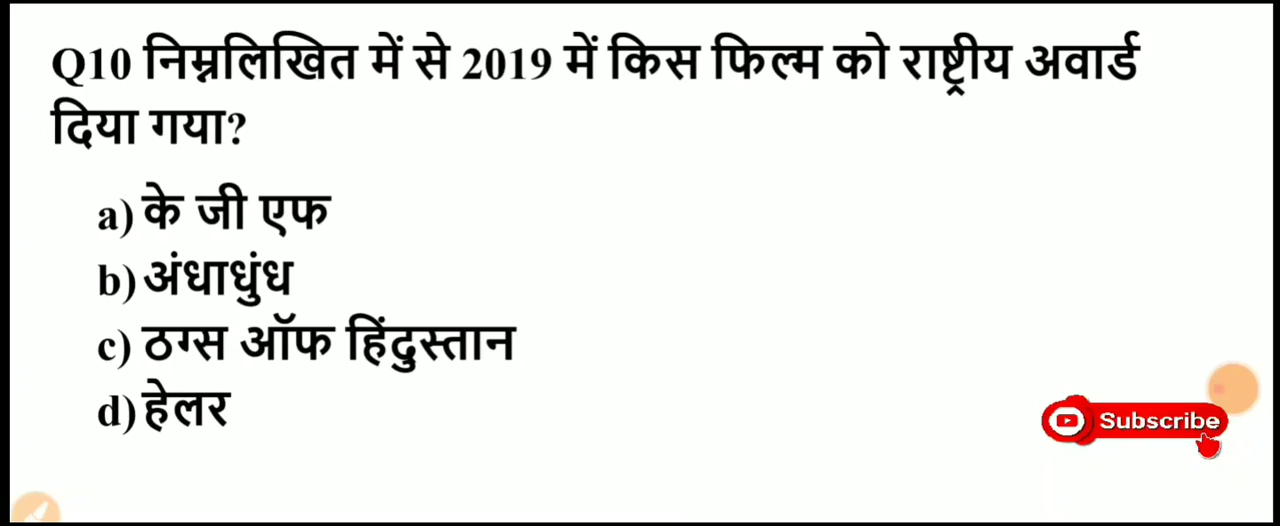 Q10 निम्नलिखित में से 2019 में किस फिल्म को राष्ट्रीय अवार्ड
दिया गया?
a) के जी एफ
b) अंधाधुंध
c) ठग्स ऑफ हिंदुस्तान
d) हेलर
Subscribe